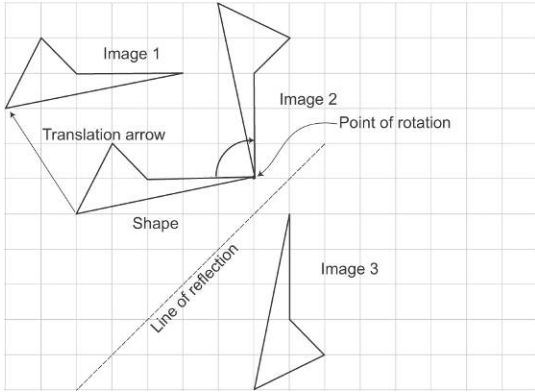 Image 1
Image 2
Point of rotation
Translation arrow
Shape
Line of reflection
Image 3